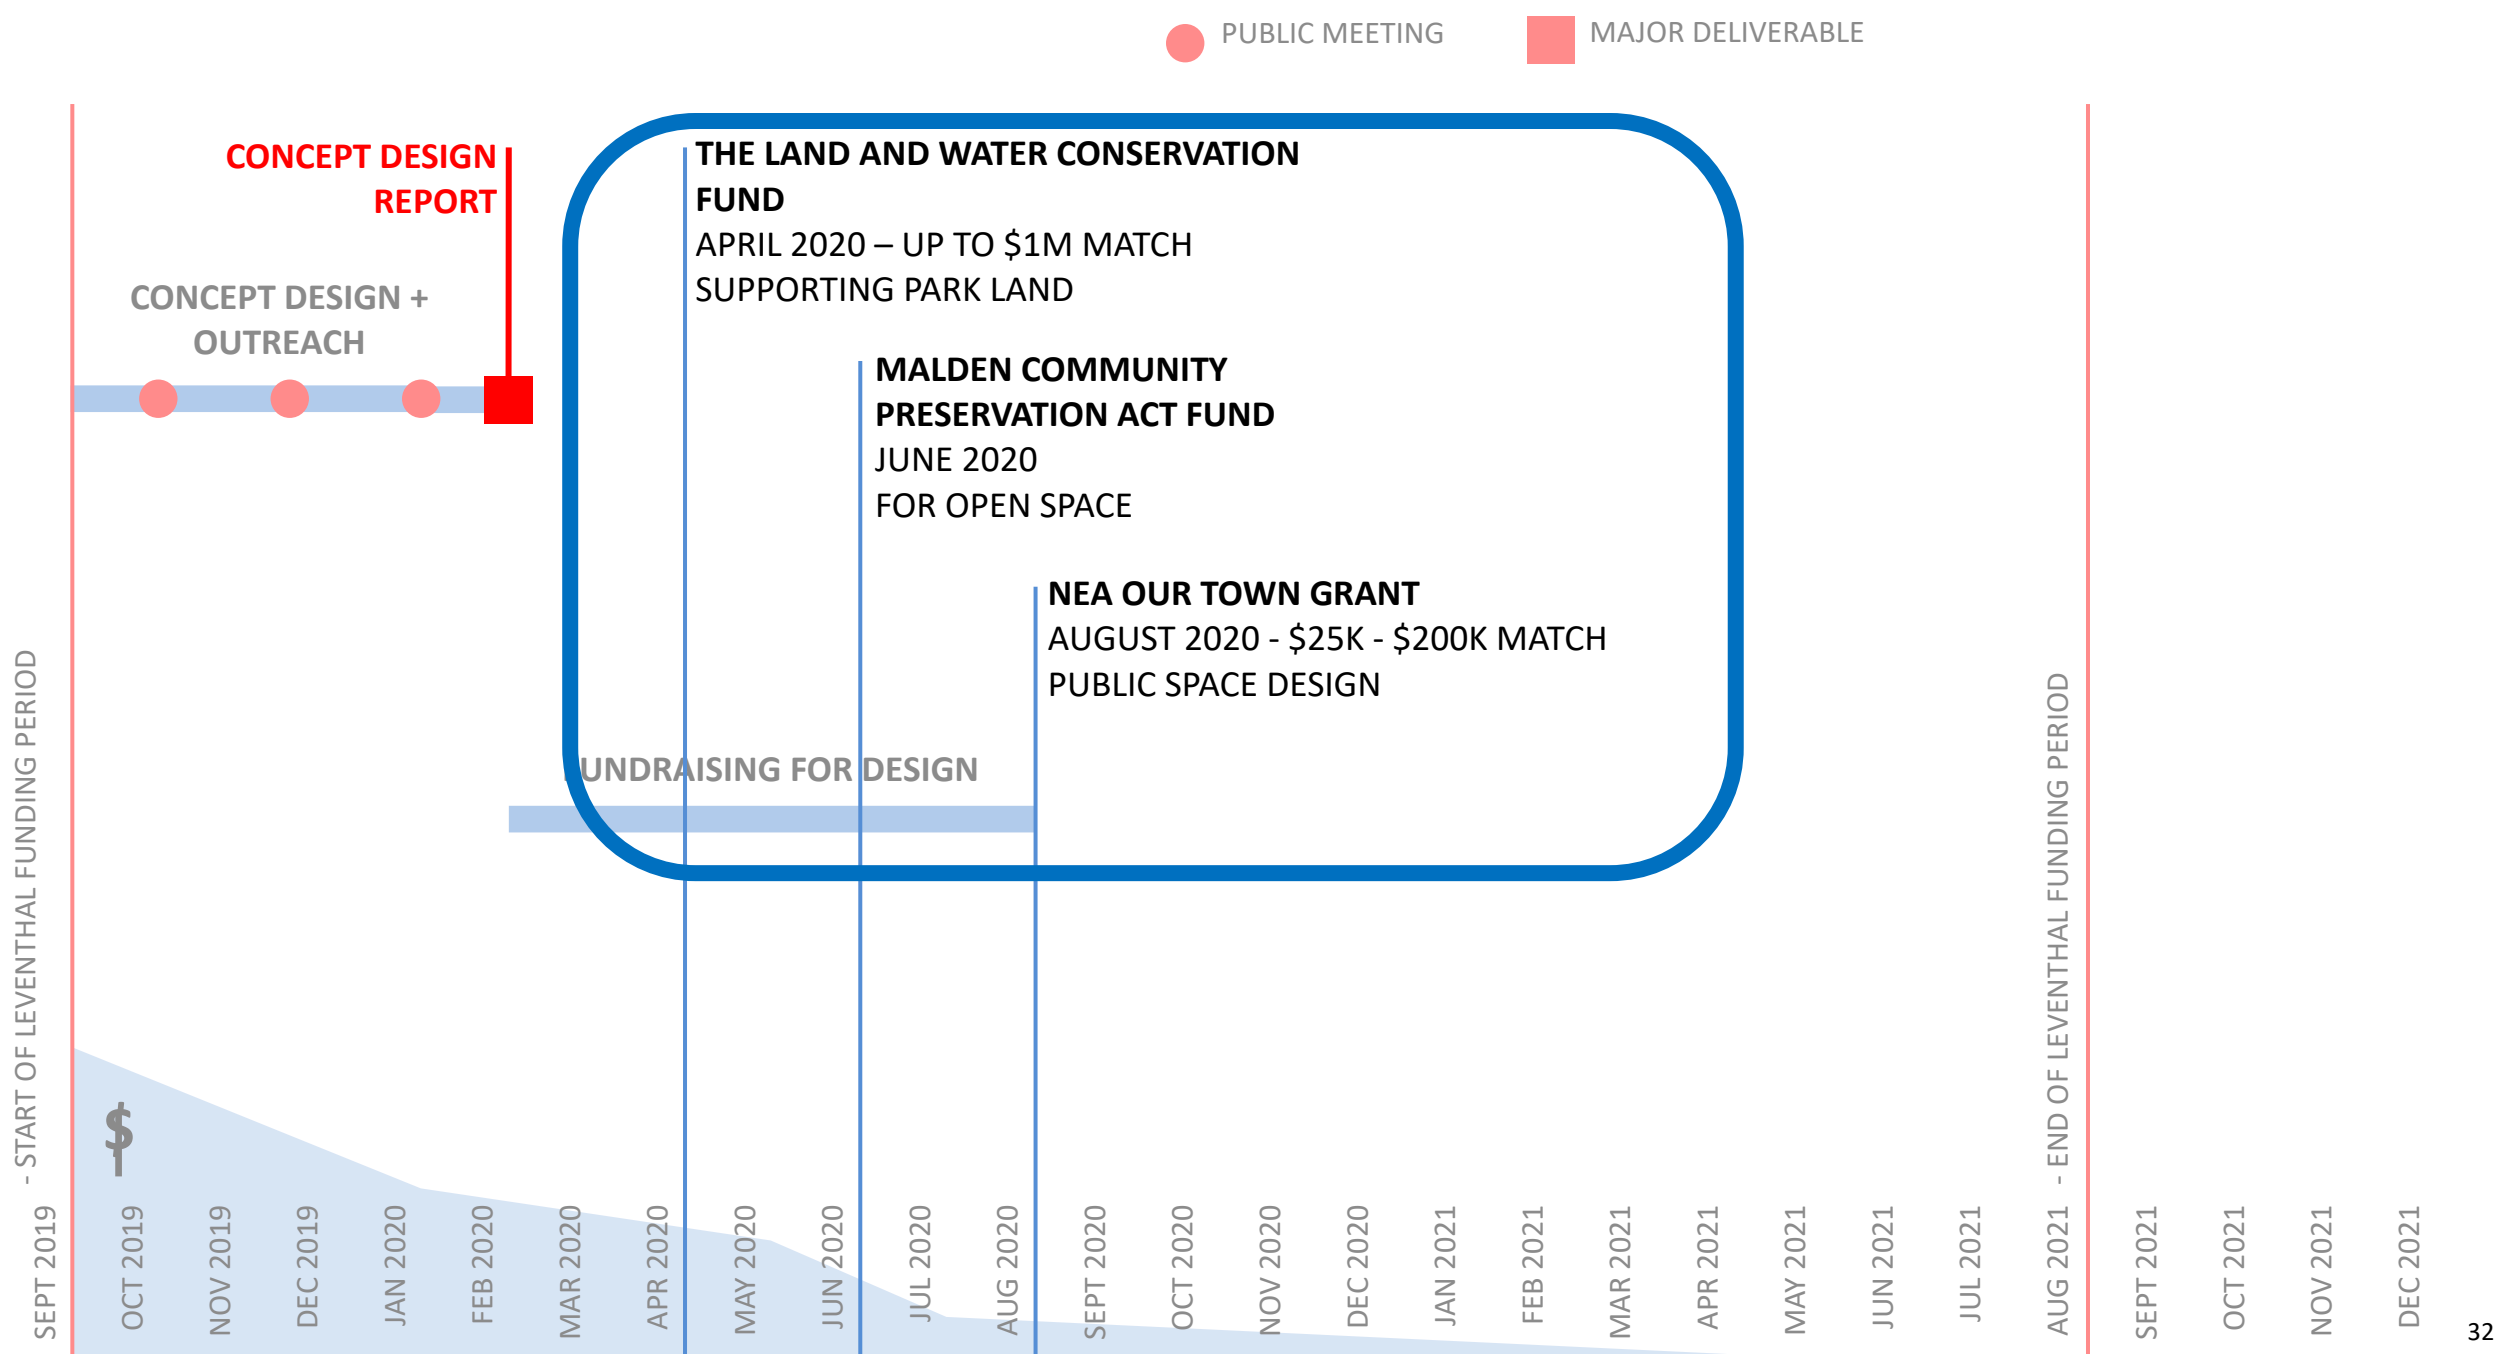 PUBLIC MEETING
MAJOR DELIVERABLE
CONCEPT DESIGN
REPORT
CONCEPT DESIGN +
OUTREACH
THE LAND AND WATER CONSERVATION
FUND
APRIL 2020 – UP TO $1M MATCH
SUPPORTING PARK LAND
MALDEN COMMUNITY
PRESERVATION ACT FUND
JUNE 2020
FOR OPEN SPACE
NEA OUR TOWN GRANT
AUGUST 2020 - $25K - $200K MATCH
PUBLIC SPACE DESIGN
FUNDRAISING FOR DESIGN
- START OF LEVENTHAL FUNDING PERIOD
- END OF LEVENTHAL FUNDING PERIOD
$
SEPT 2019
OCT 2019
NOV 2019
DEC 2019
JAN 2020
FEB 2020
MAR 2020
APR 2020
MAY 2020
JUN 2020
JUL 2020
AUG 2020
SEPT 2020
OCT 2020
NOV 2020
DEC 2020
JAN 2021
FEB 2021
MAR 2021
APR 2021
MAY 2021
JUN 2021
JUL 2021
AUG 2021
SEPT 2021
OCT 2021
NOV 2021
DEC 2021
32